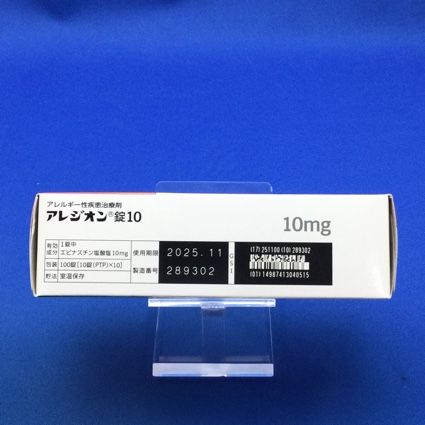 アレルギー性疾患治療剤
アレジオン®錠10
10mg
有効成分 1錠中 エピナスチン塩酸塩 10mg
包装 100錠[10錠(PTP)×10]
貯法 室温保存
使用期限 2025.11
製造番号 289302
GS1
(17)251100(10)289302
(01)14987413040515